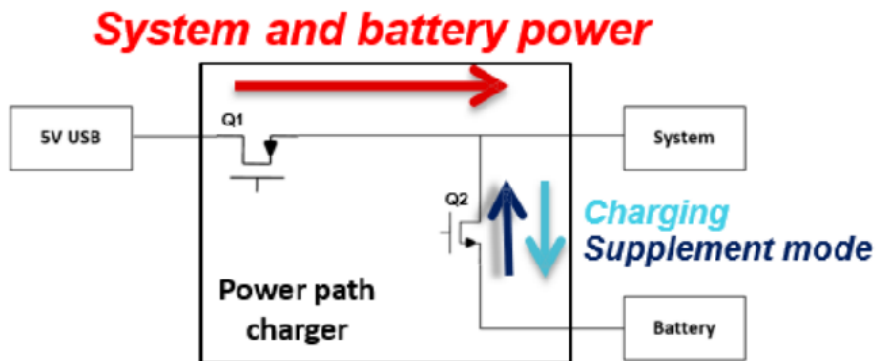 System and battery power
Q1
5V USB
System
Q2
Charging
Supplement mode
Power path
charger
Battery